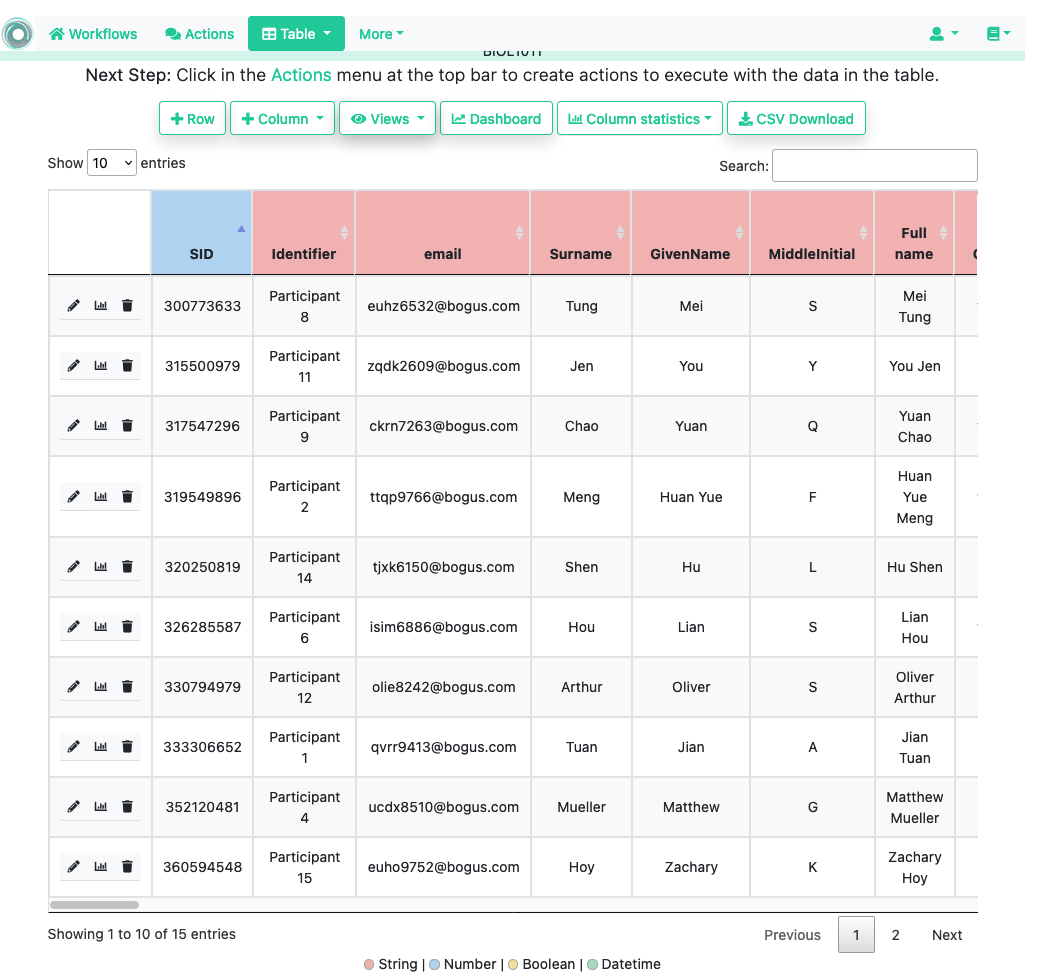 Workflows Actions Table More
BIOL1011
Next Step: Click in the Actions menu at the top bar to create actions to execute with the data in the table.
Row Column Views Dashboard Column statistics CSV Download
Show 10 entries Search:
SID Identifier email Surname GivenName MiddleInitial Full name
300773633 Participant 8 euhz6532@bogus.com Tung Mei S Mei Tung
315500979 Participant 11 zqdk2609@bogus.com Jen You Y You Jen
317547296 Participant 9 ckrn7263@bogus.com Chao Yuan Q Yuan Chao
319549896 Participant 2 ttqp9766@bogus.com Meng Huan Yue F Huan Yue Meng
320250819 Participant 14 tjxk6150@bogus.com Shen Hu L Hu Shen
326285587 Participant 6 isim6886@bogus.com Hou Lian S Lian Hou
330794979 Participant 12 olie8242@bogus.com Arthur Oliver S Oliver Arthur
333306652 Participant 1 qvrr9413@bogus.com Tuan Jian A Jian Tuan
352120481 Participant 4 ucdx8510@bogus.com Mueller Matthew G Matthew Mueller
360594548 Participant 15 euho9752@bogus.com Hoy Zachary K Zachary Hoy
Showing 1 to 10 of 15 entries Previous 1 2 Next
String | Number | Boolean | Datetime